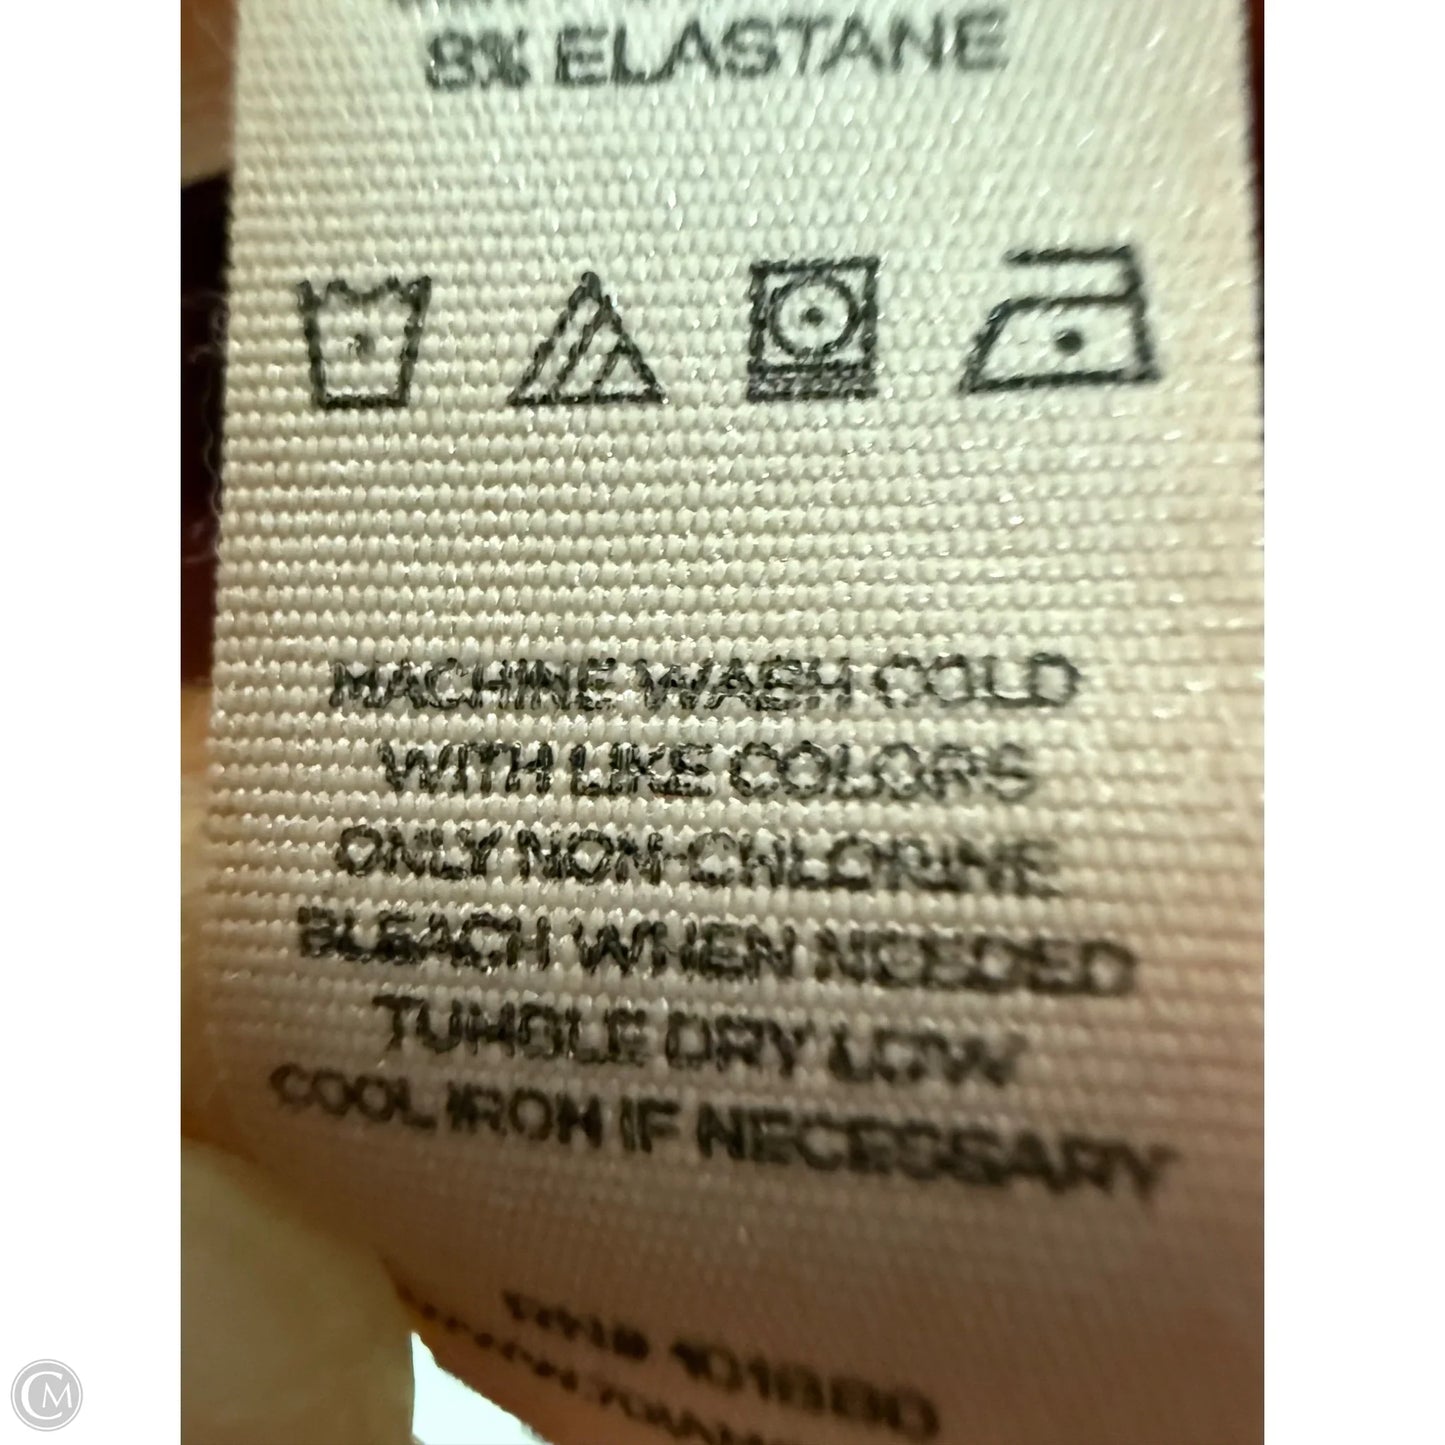 8% ELASTANE
MACHINE WASH COLD
WITH LIKE COLORS
ONLY NON-CHLORINE
BLEACH WHEN NEEDED
TUMBLE DRY LOW
COOL IRON IF NECESSARY
CM